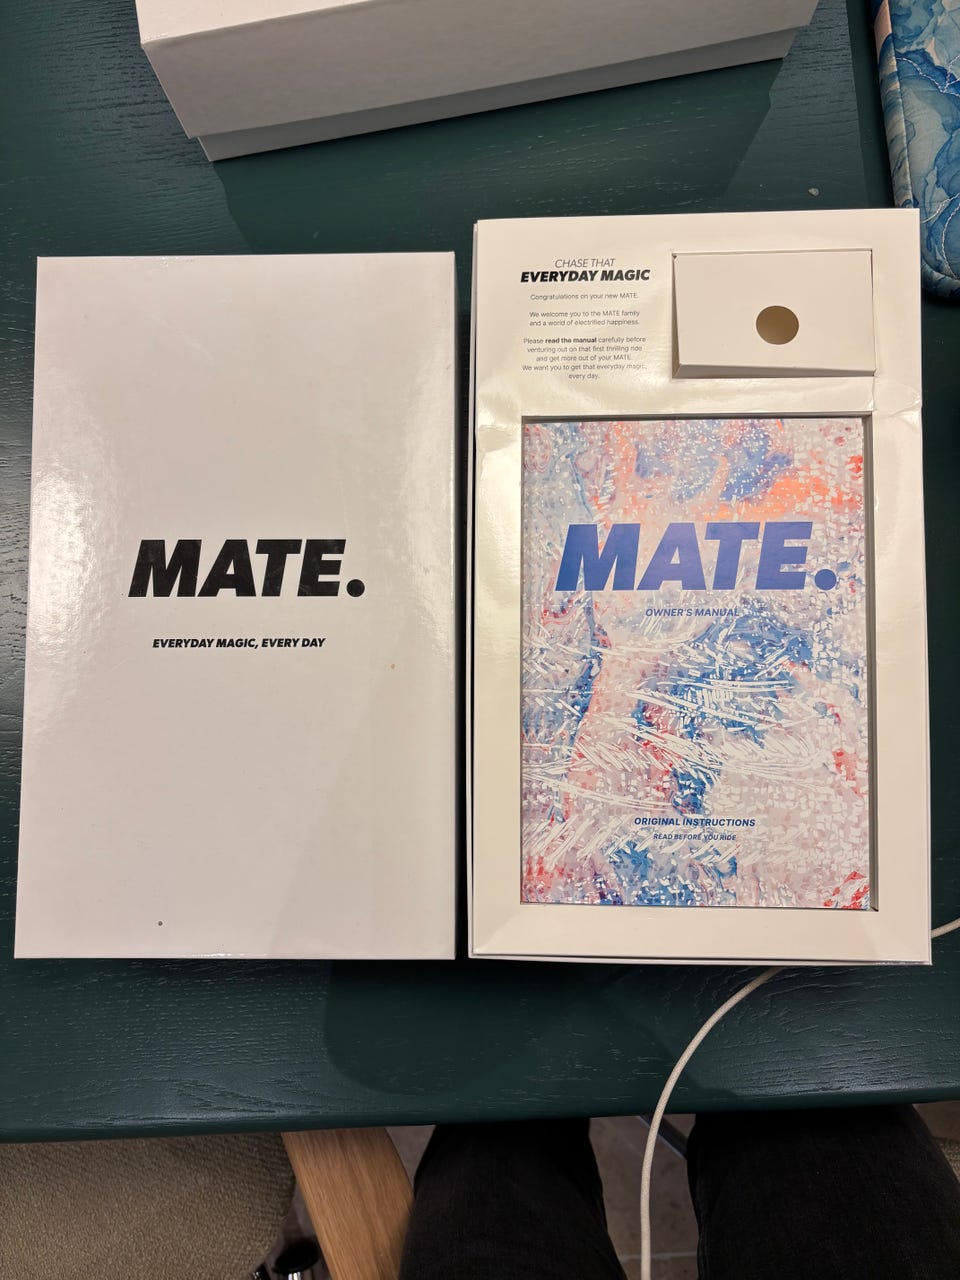 MATE.
EVERYDAY MAGIC, EVERY DAY
CHASE THAT
EVERYDAY MAGIC
Congratulations on your new MATE.
We welcome you to the MATE family
and a world of electrified happiness.
Please read the manual carefully before
venturing out on that first thrilling ride
and get more out of your MATE.
We want you to get that everyday magic,
every day.
MATE.
OWNER'S MANUAL
ORIGINAL INSTRUCTIONS
READ BEFORE YOU RIDE